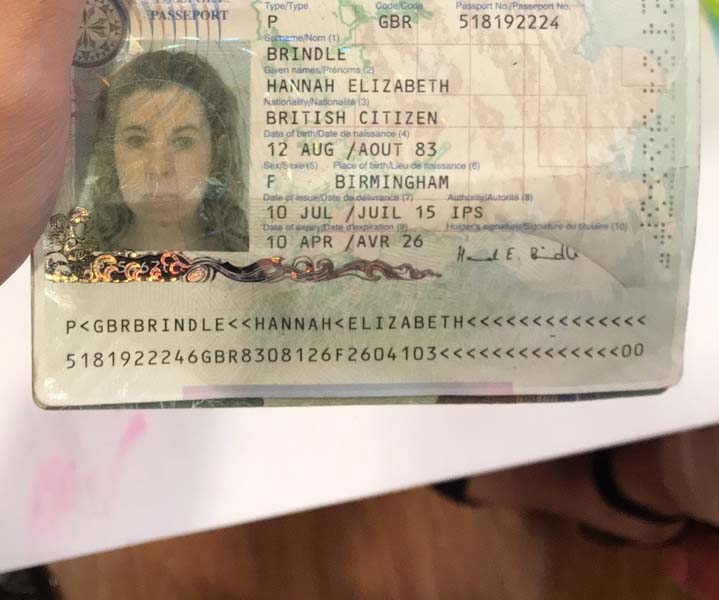 PASSEPORT
Type/Type Code/Code Passport No./Passeport No.
P GBR 518192224
Surname/Nom (1)
BRINDLE
Given names/Prénoms (2)
HANNAH ELIZABETH
Nationality/Nationalité (3)
BRITISH CITIZEN
Date of birth/Date de naissance (4)
12 AUG /AOUT 83
Sex/Sexe (5) Place of birth/Lieu de naissance (6)
F BIRMINGHAM
Date of issue/Date de délivrance (7) Authority/Autorité (8)
10 JUL /JUIL 15 IPS
Date of expiry/Date d'expiration (9) Holder's signature/Signature du titulaire (10)
10 APR /AVR 26
P<GBRBRINDLE<<HANNAH<ELIZABETH<<<<<<<<<<<<<<
5181922246GBR8308126F2604103<<<<<<<<<<<<<<00